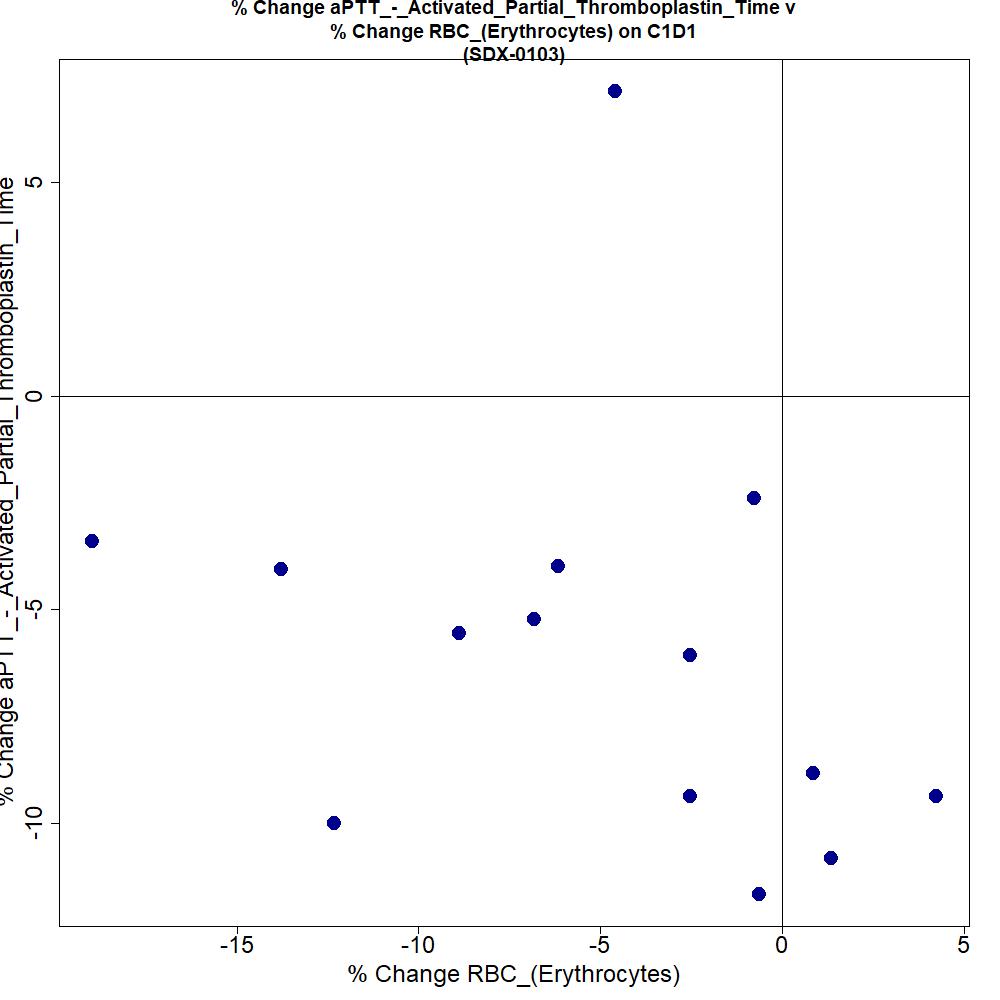 % Change aPTT_-_Activated_Partial_Thromboplastin_Time v
% Change RBC_(Erythrocytes) on C1D1
(SDX-0103)
% Change aPTT_-_Activated_Partial_Thromboplastin_Time
5
0
-5
-10
-15
-10
-5
0
5
% Change RBC_(Erythrocytes)